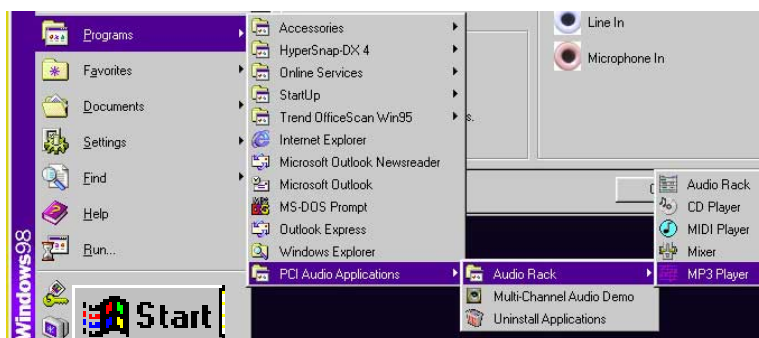 Windows98
Programs
Favorites
Documents
Settings
Find
Help
Run...
Start
Accessories
HyperSnap-DX 4
Online Services
StartUp
Trend OfficeScan Win95
Internet Explorer
Microsoft Outlook Newsreader
Microsoft Outlook
MS-DOS Prompt
Outlook Express
Windows Explorer
PCI Audio Applications
Audio Rack
Multi-Channel Audio Demo
Uninstall Applications
Line In
Microphone In
s.
Audio Rack
CD Player
MIDI Player
Mixer
MP3 Player